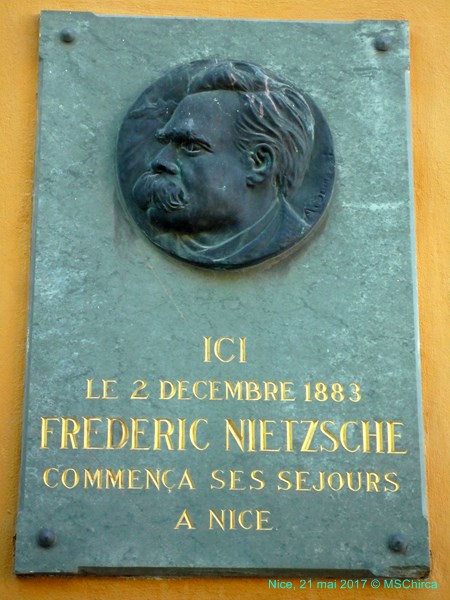 ICI
LE 2 DECEMBRE 1883
FREDERIC NIETZSCHE
COMMENÇA SES SEJOURS
A NICE
Nice, 21 mai 2017 © MSChirca